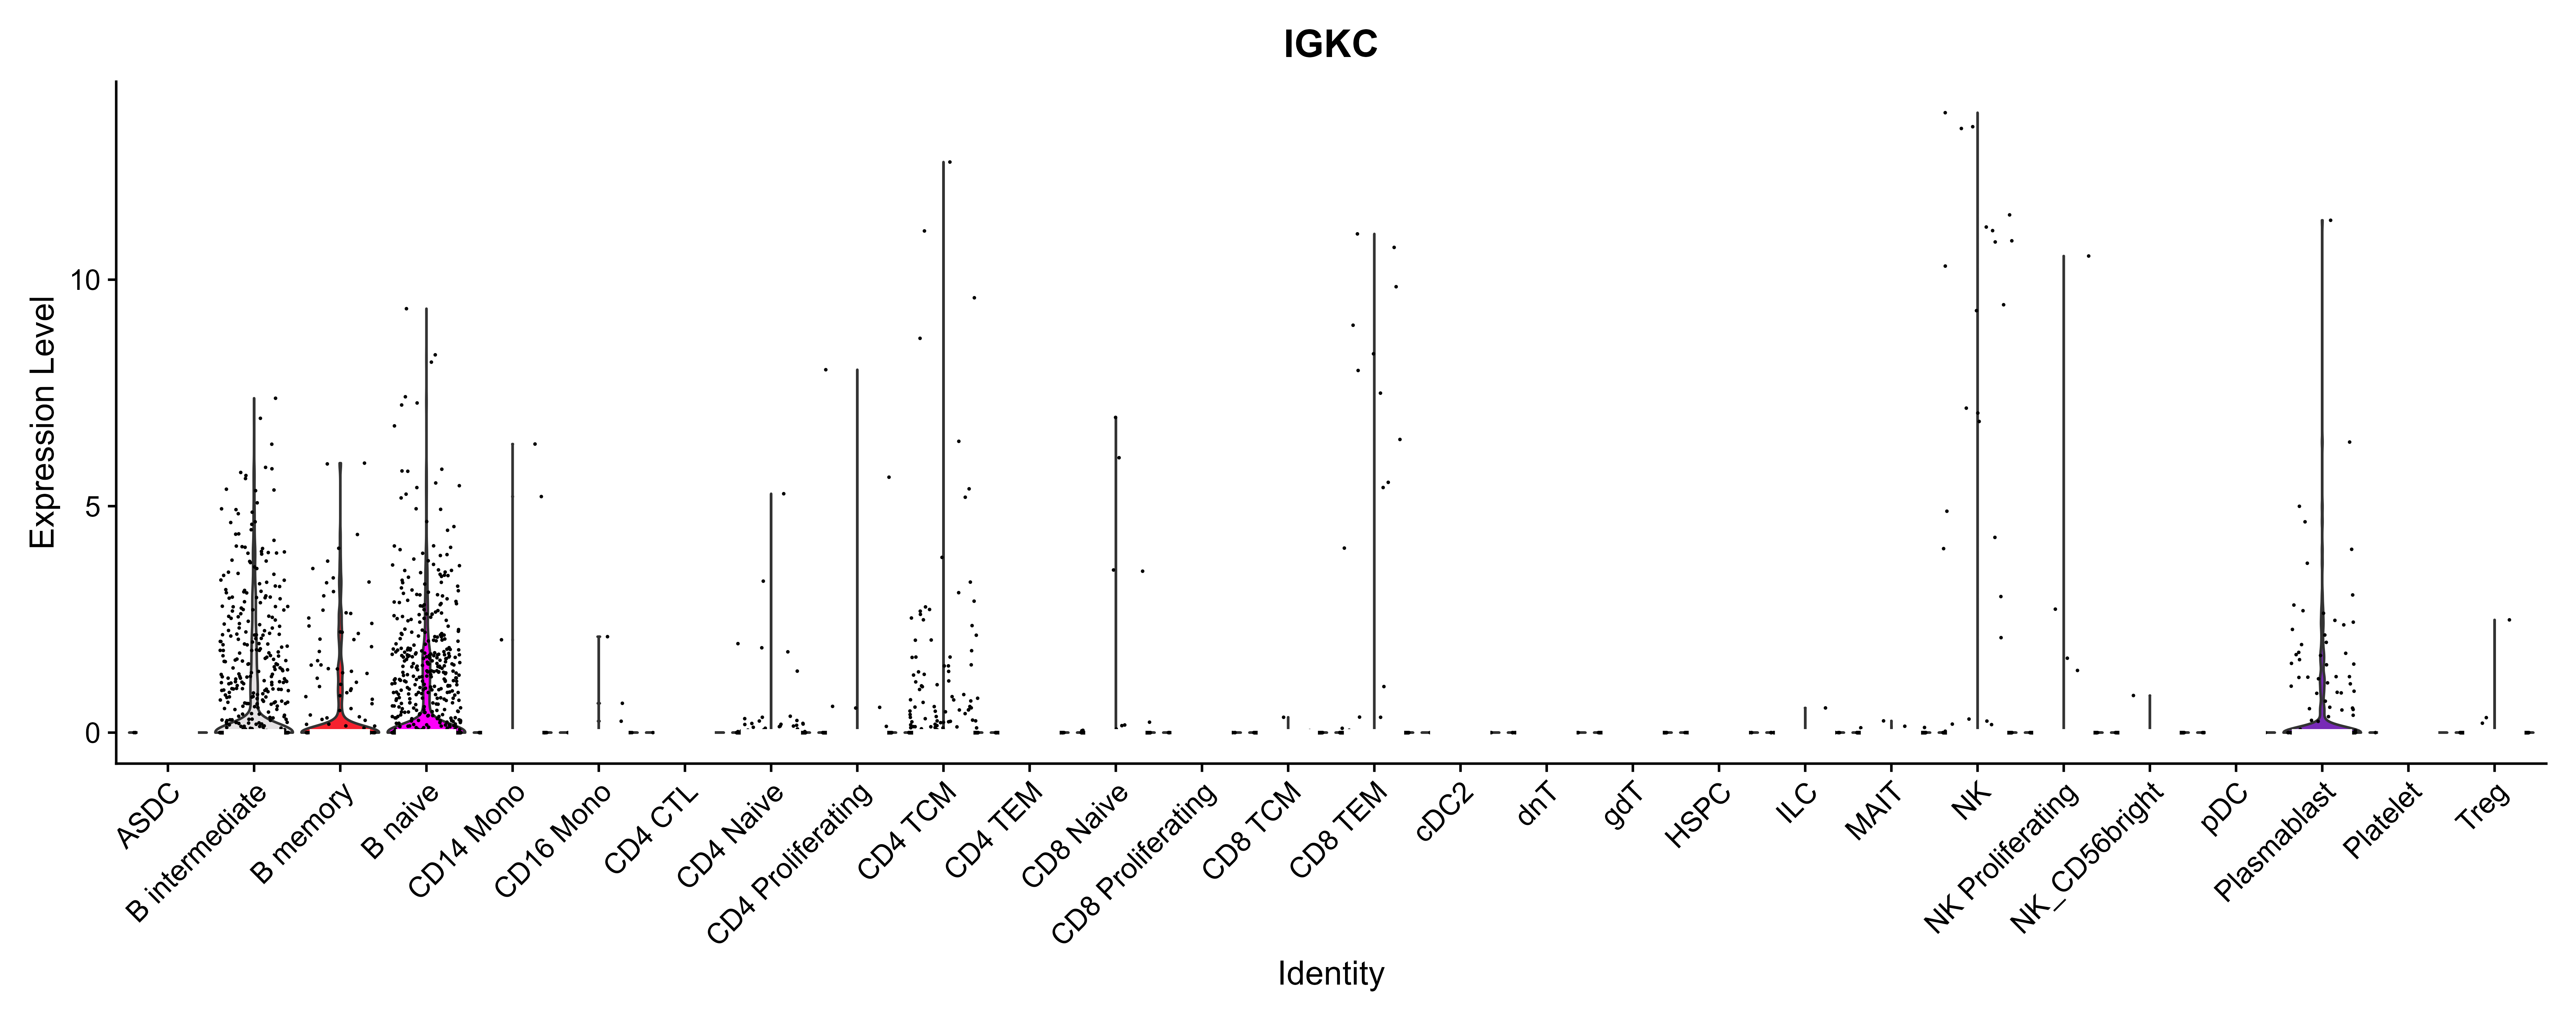 IGKC
Expression Level
10
5
0
ASDC
B intermediate
B memory
B naive
CD14 Mono
CD16 Mono
CD4 CTL
CD4 Naive
CD4 Proliferating
CD4 TCM
CD4 TEM
CD8 Naive
CD8 Proliferating
CD8 TCM
CD8 TEM
cDC2
dnT
gdT
HSPC
ILC
MAIT
NK
NK Proliferating
NK_CD56bright
pDC
Plasmablast
Platelet
Treg
Identity